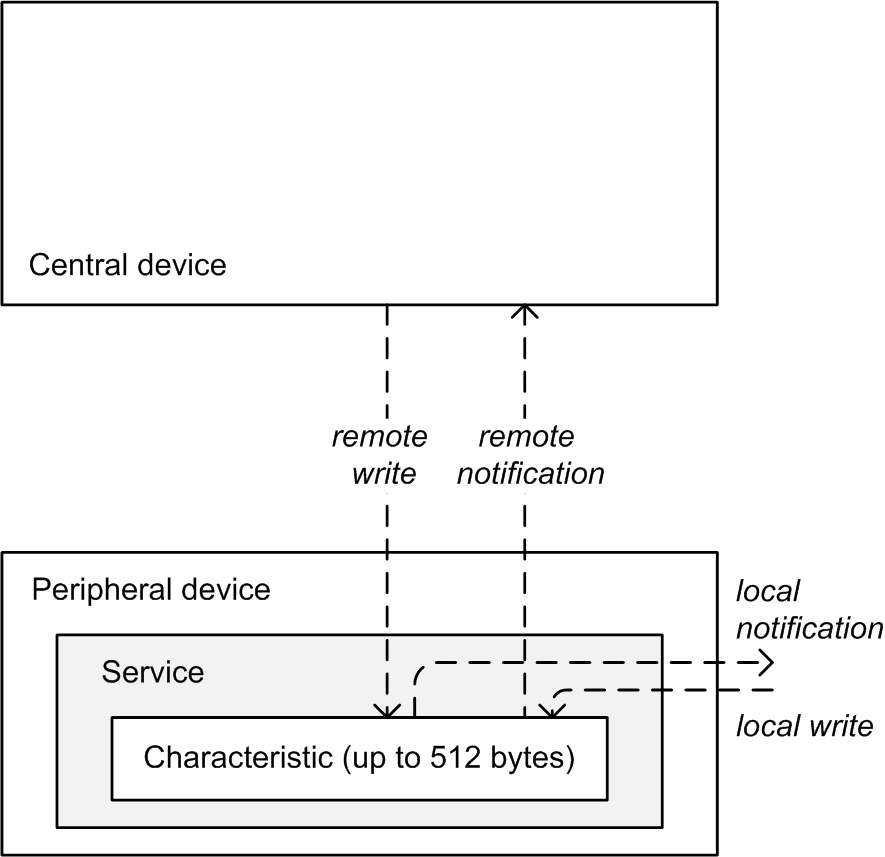 Central device
remote
write
remote
notification
Peripheral device
local
notification
Service
local write
Characteristic (up to 512 bytes)